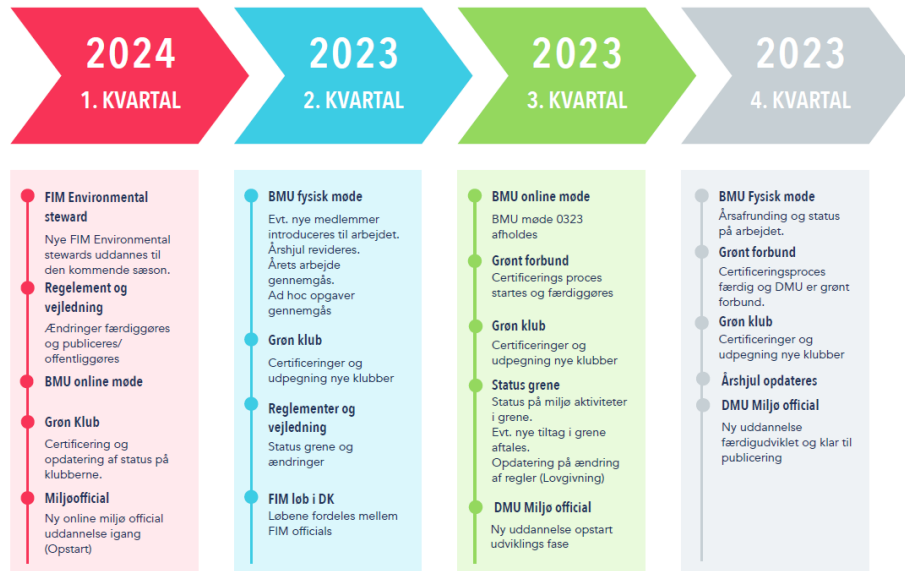 2024
1. KVARTAL
2023
2. KVARTAL
2023
3. KVARTAL
2023
4. KVARTAL
FIM Environmental
steward
Nye FIM Environmental
stewards uddannes til
den kommende sæson.
Regelement og
vejledning
Ændringer færdiggøres
og publiceres/
offentliggøres
BMU online møde
Grøn Klub
Certificering og
opdatering af status på
klubberne.
Miljøofficial
Ny online miljø official
uddannelse igang
(Opstart)
BMU fysisk møde
Evt. nye medlemmer
introduceres til arbejdet.
Årshjul revideres.
Årets arbejde
gennemgås.
Ad hoc opgaver
gennemgås
Grøn klub
Certificeringer og
udpegning nye klubber
Reglementer og
vejledning
Status grene og
ændringer
FIM løb i DK
Løbene fordeles mellem
FIM officials
BMU online møde
BMU møde 0323
afholdes
Grønt forbund
Certificerings proces
startes og færdiggøres
Grøn klub
Certificeringer og
udpegning nye klubber
Status grene
Status på miljø aktiviteter
i grene.
Evt. nye tiltag i grene
aftales.
Opdatering på ændring
af regler (Lovgivning)
DMU Miljø official
Ny uddannelse opstart
udviklings fase
BMU Fysisk møde
Årsafrunding og status
på arbejdet.
Grønt forbund
Certificeringsproces
færdig og DMU er grønt
forbund.
Grøn klub
Certificeringer og
udpegning nye klubber
Årshjul opdateres
DMU Miljø official
Ny uddannelse
færdigudviklet og klar til
publicering